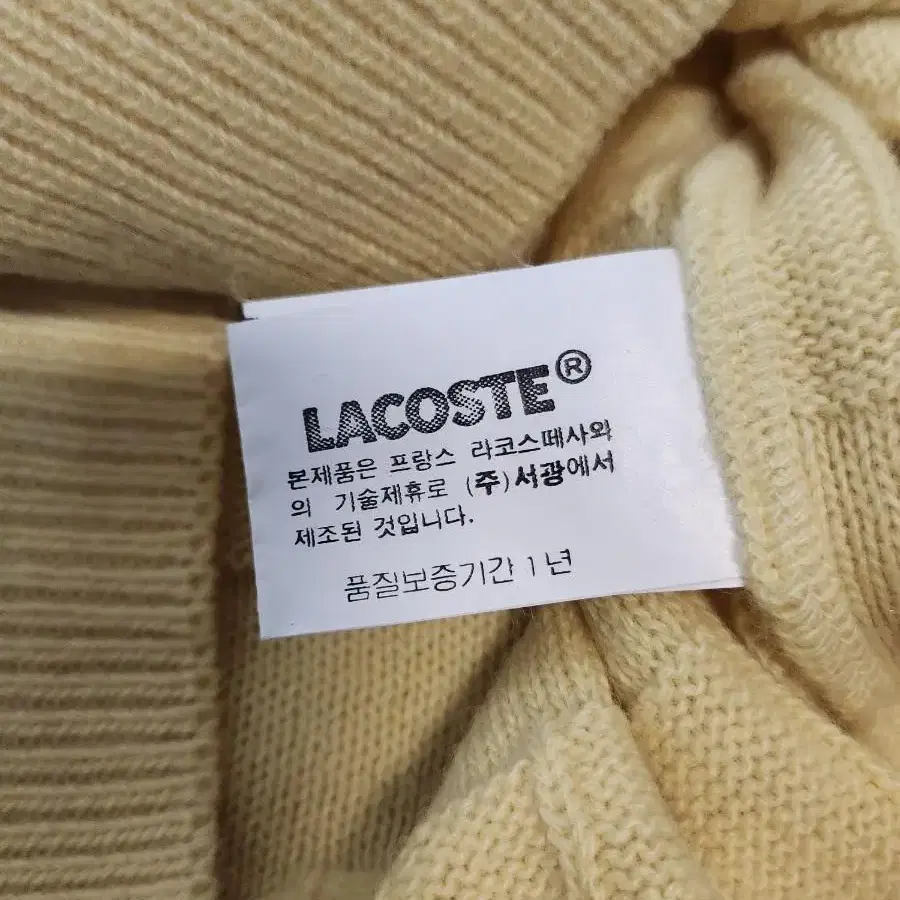 LACOSTE®
본제품은 프랑스 라코스떼사와
의 기술제휴로 (주)서광에서
제조된 것입니다.
품질보증기간 1년